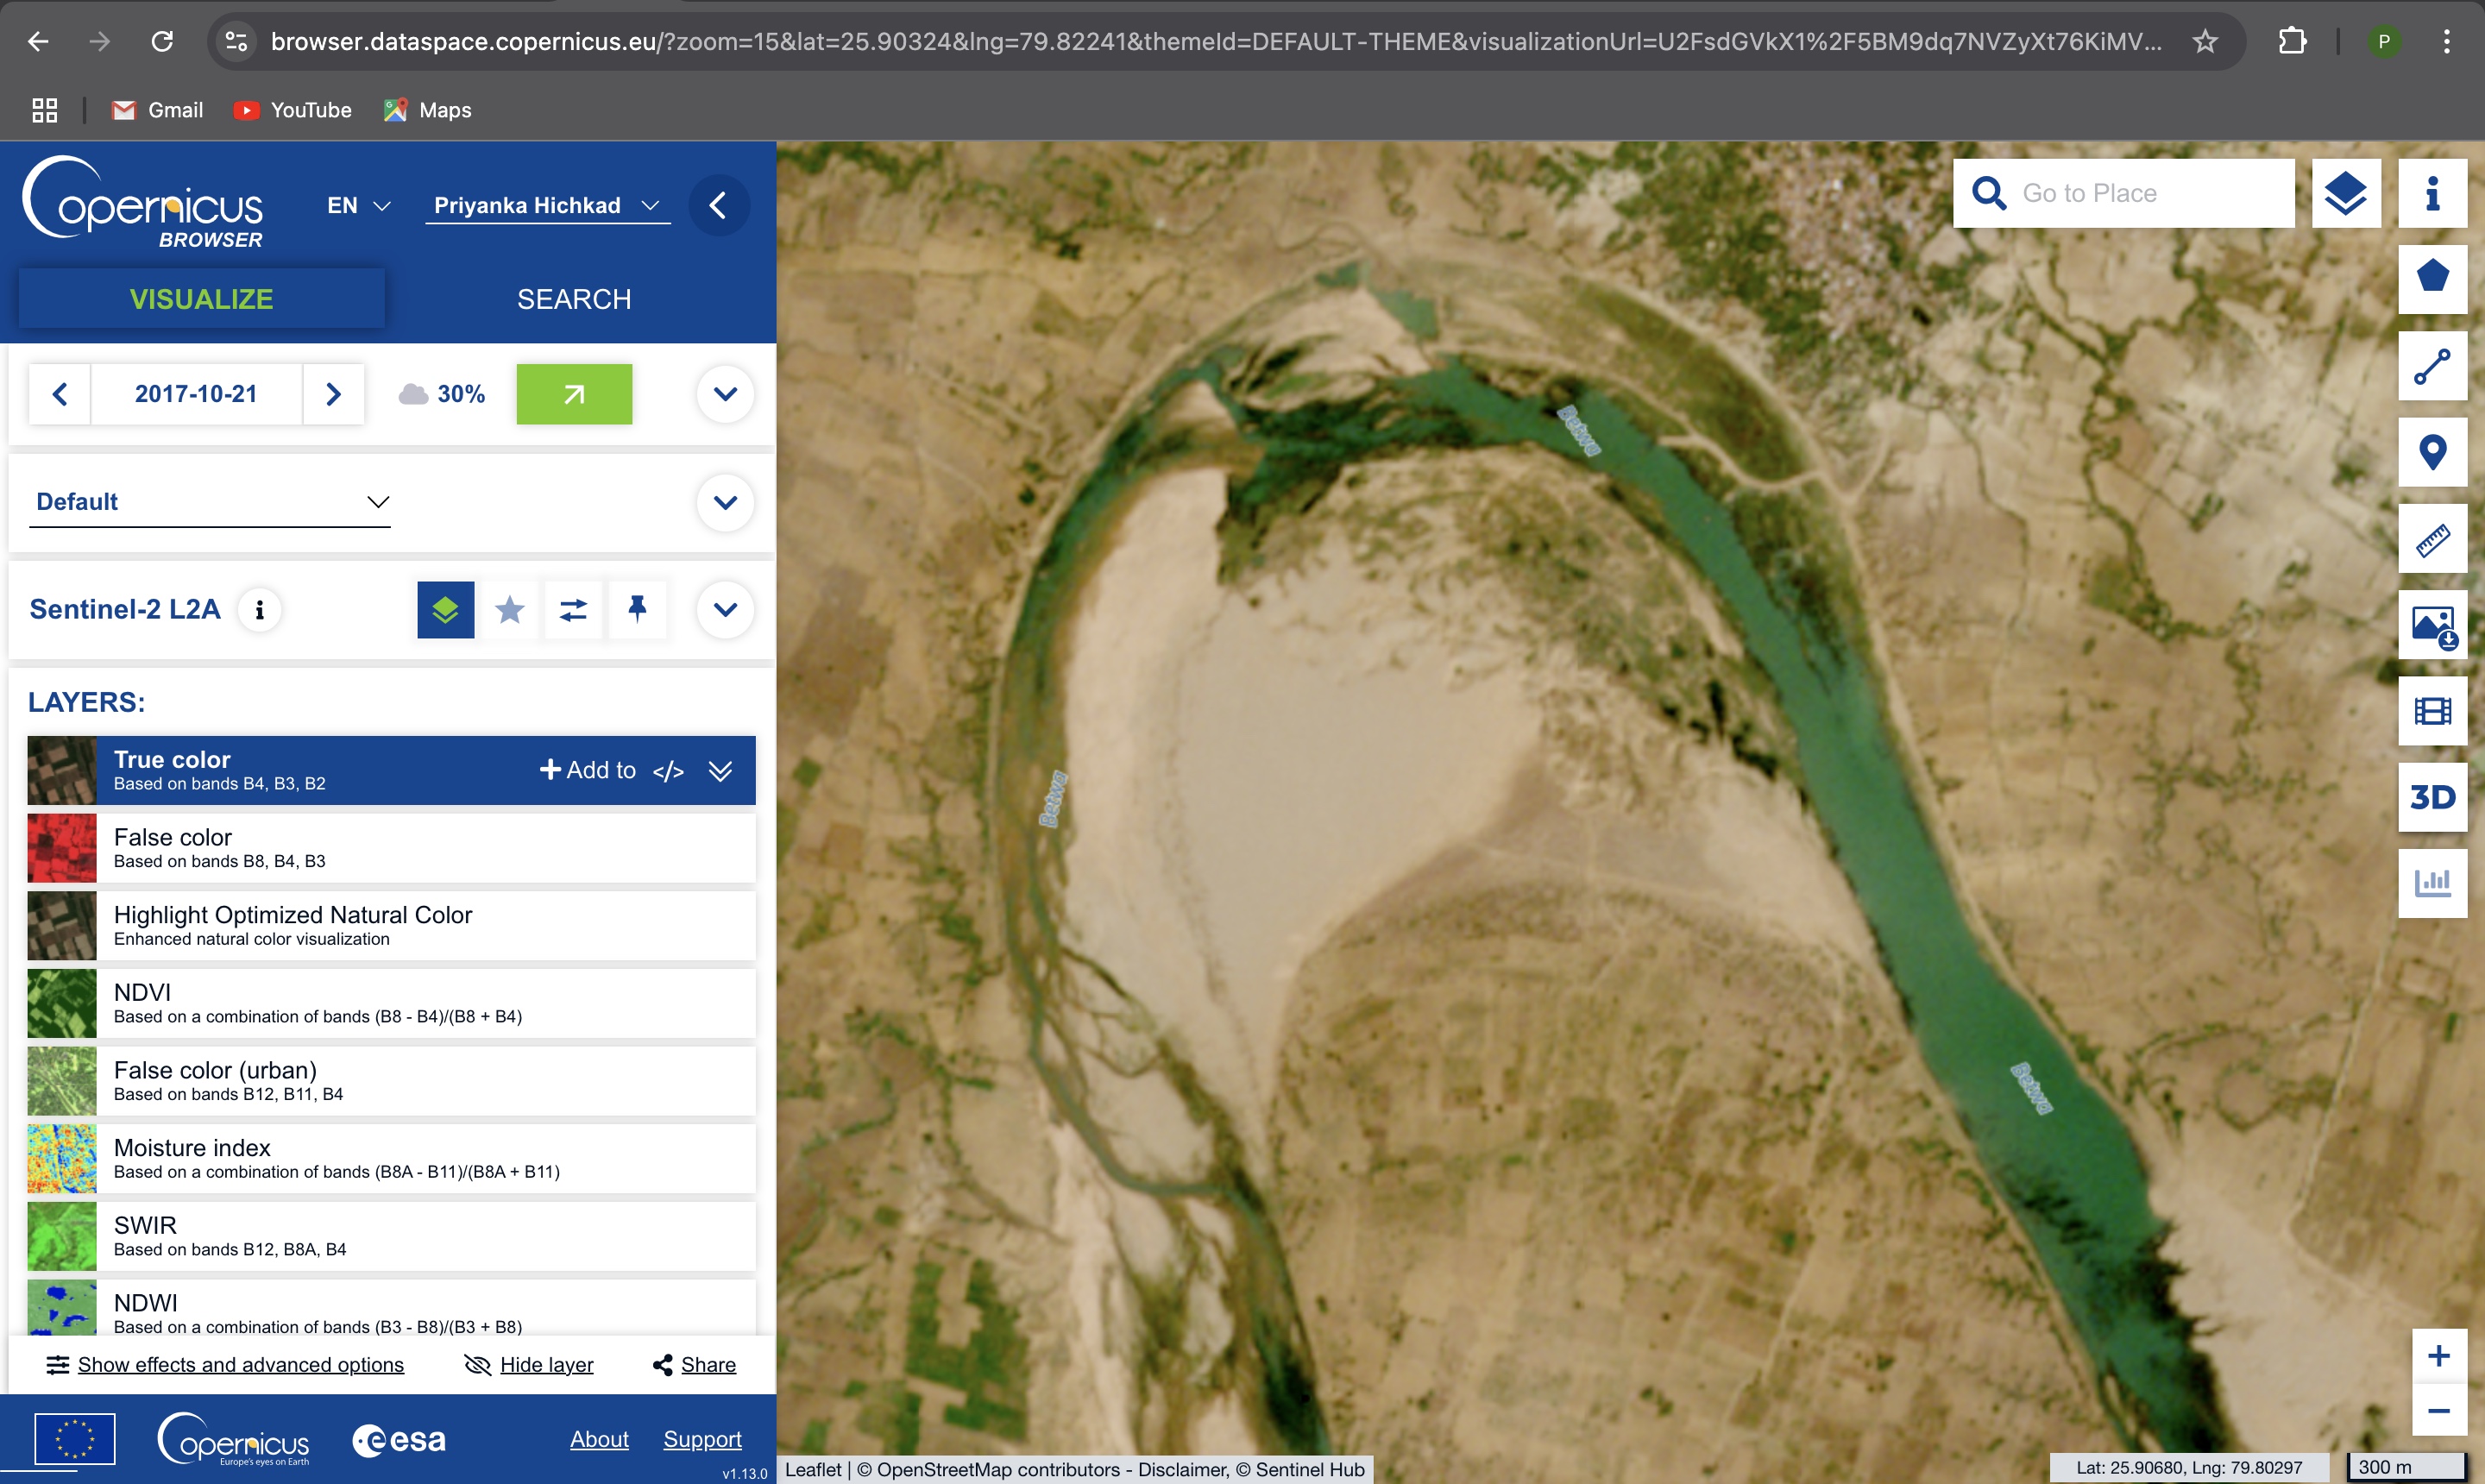 browser.dataspace.copernicus.eu/?zoom=15&lat=25.90324&lng=79.82241&themeId=DEFAULT-THEME&visualizationUrl=U2FsdGVkX1%2F5BM9dq7NVZyXt76KiMV...
P
Gmail
YouTube
Maps
Copernicus
BROWSER
EN
Priyanka Hichkad
VISUALIZE
SEARCH
2017-10-21
30%
Default
Sentinel-2 L2A
LAYERS:
True color
Based on bands B4, B3, B2
Add to
</>
False color
Based on bands B8, B4, B3
Highlight Optimized Natural Color
Enhanced natural color visualization
NDVI
Based on a combination of bands (B8 - B4)/(B8 + B4)
False color (urban)
Based on bands B12, B11, B4
Moisture index
Based on a combination of bands (B8A - B11)/(B8A + B11)
SWIR
Based on bands B12, B8A, B4
NDWI
Based on a combination of bands (B3 - B8)/(B3 + B8)
Show effects and advanced options
Hide layer
Share
Copernicus
Europe's eyes on Earth
esa
About
Support
v1.13.0
Go to Place
3D
Betwa
Betwa
Betwa
Leaflet | © OpenStreetMap contributors - Disclaimer, © Sentinel Hub
Lat: 25.90680, Lng: 79.80297
300 m